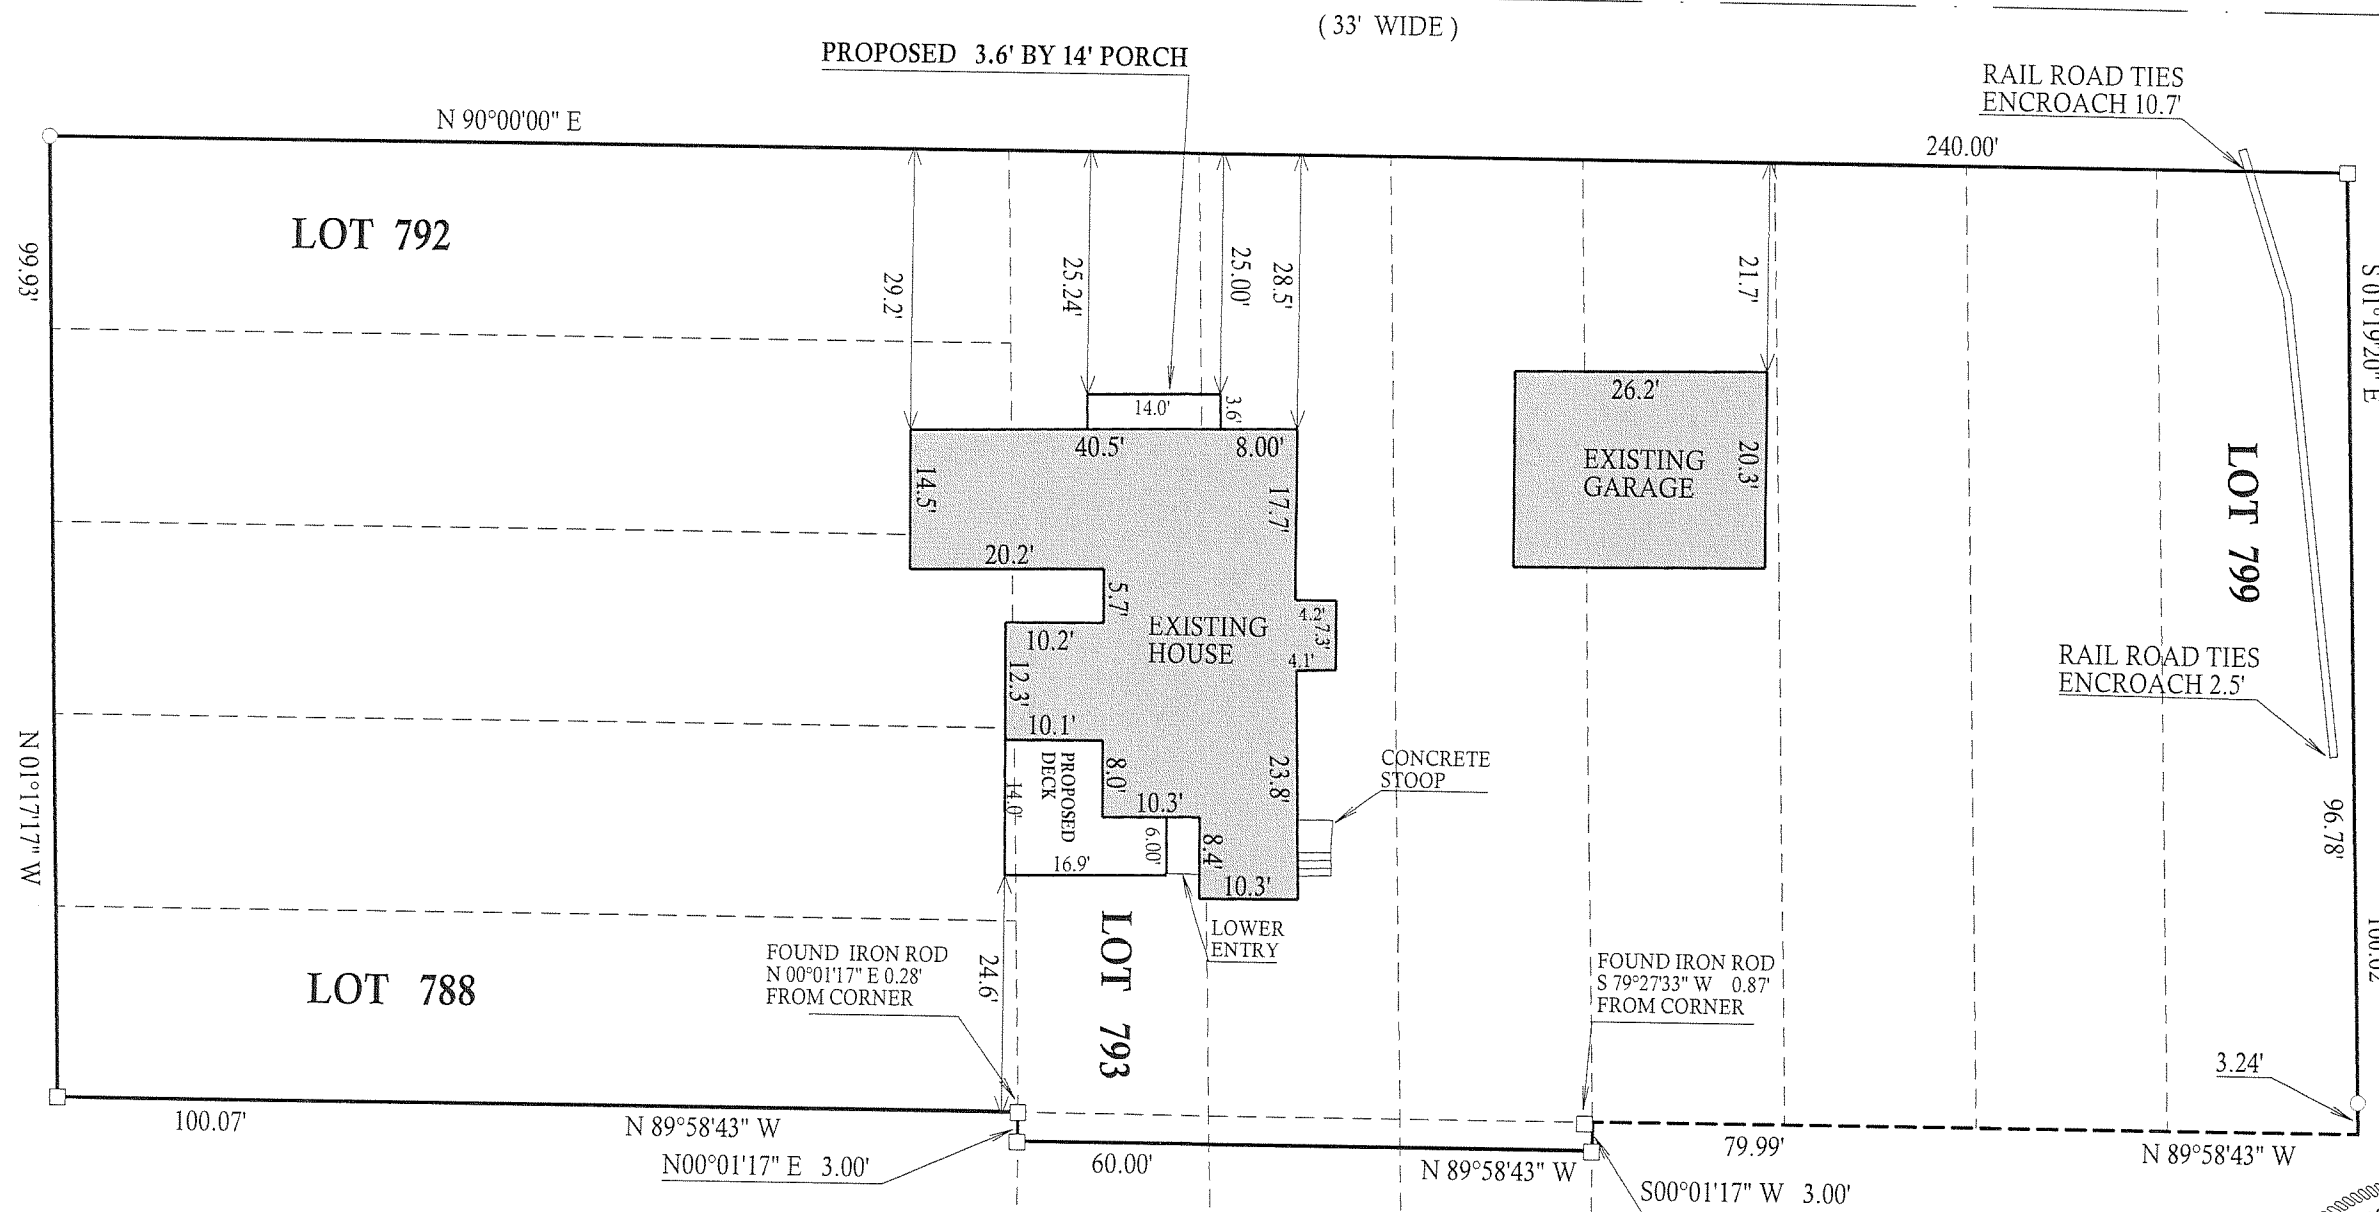 ( 33' WIDE )
PROPOSED 3.6' BY 14' PORCH
RAIL ROAD TIES
ENCROACH 10.7'
N 90°00'00" E
240.00'
LOT 792
99.93'
29.2'
25.24'
25.00'
28.5'
21.7'
S 01°19'20" E
14.0'
3.6'
40.5'
8.00'
26.2'
EXISTING
GARAGE
20.3'
LOT 799
14.5'
17.7'
20.2'
5.7'
EXISTING
HOUSE
4.2'
7.3'
4.1'
10.2'
12.3'
10.1'
RAIL ROAD TIES
ENCROACH 2.5'
N 01°17'17" W
PROPOSED
DECK
14.0'
8.0'
10.3'
23.8'
CONCRETE
STOOP
96.78'
16.9'
6.00'
8.4'
10.3'
LOWER
ENTRY
LOT 793
LOT 788
FOUND IRON ROD
N 00°01'17" E 0.28'
FROM CORNER
24.6'
FOUND IRON ROD
S 79°27'33" W 0.87'
FROM CORNER
3.24'
100.07'
N 89°58'43" W
N00°01'17" E 3.00'
60.00'
N 89°58'43" W
79.99'
N 89°58'43" W
S00°01'17" W 3.00'